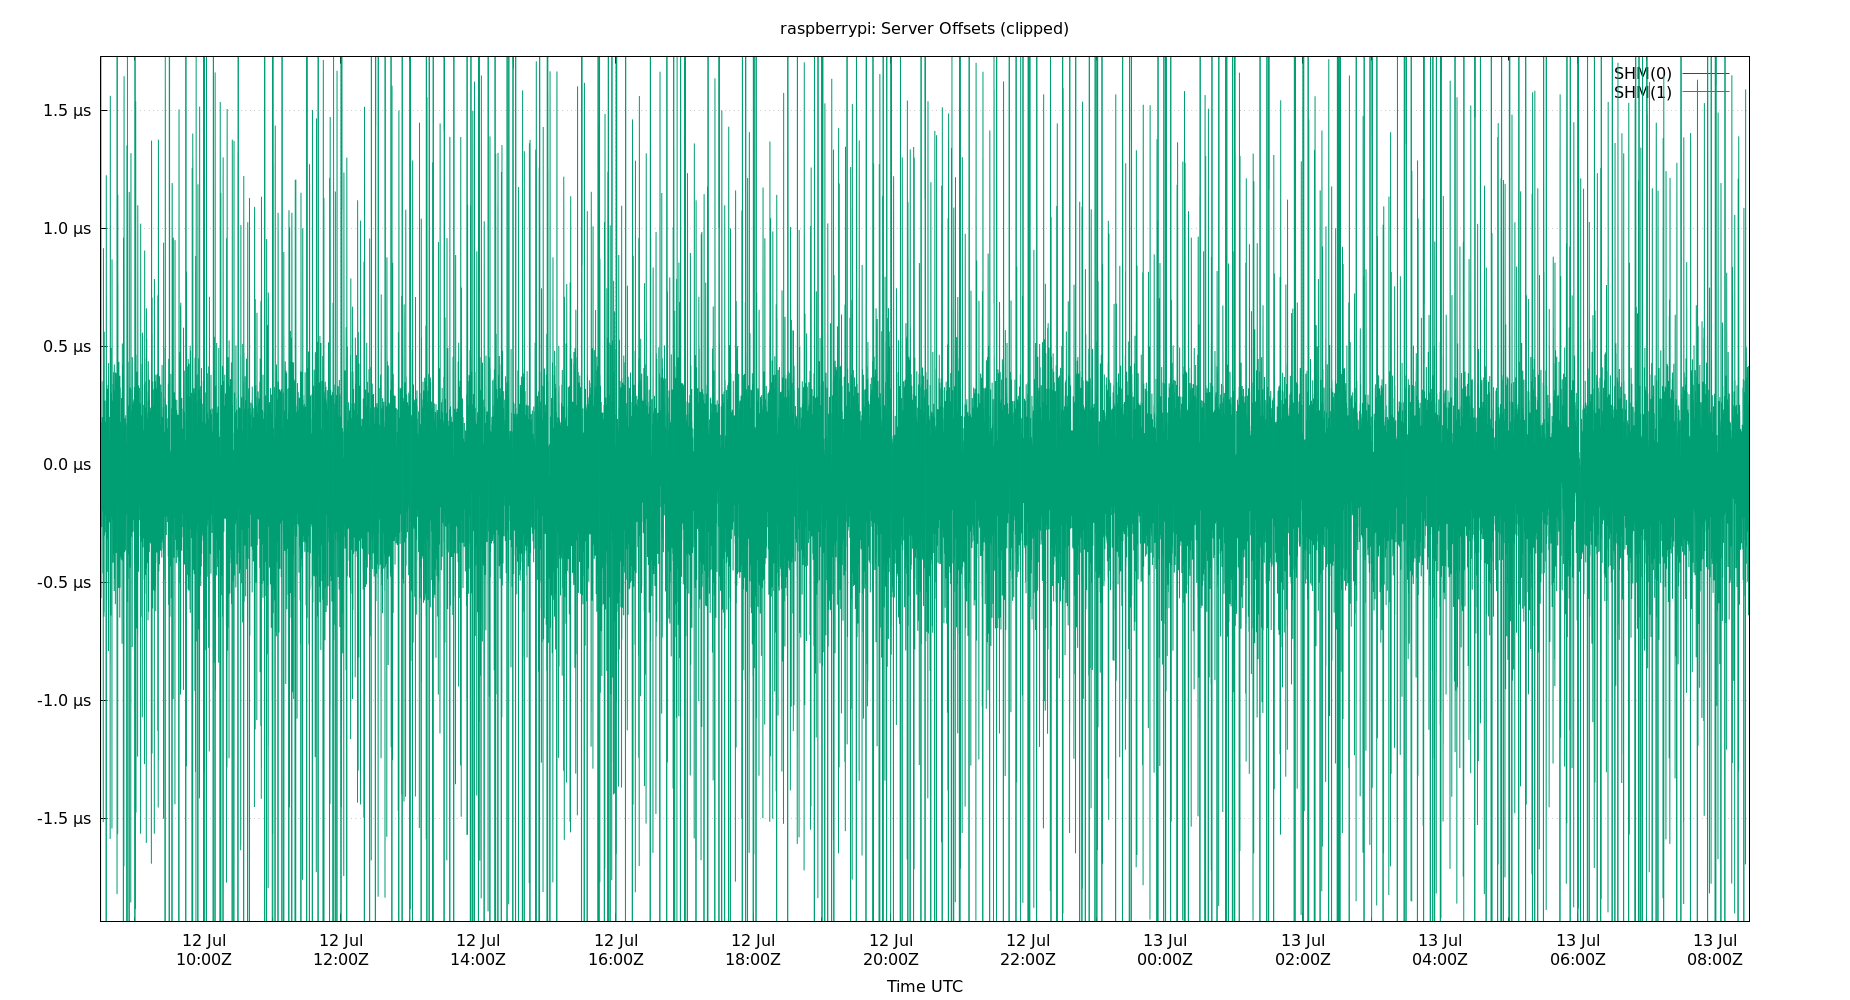 raspberrypi: Server Offsets (clipped)
SHM(0)
SHM(1)
1.5 µs
1.0 µs
0.5 µs
0.0 µs
-0.5 µs
-1.0 µs
-1.5 µs
12 Jul 12 Jul 12 Jul 12 Jul 12 Jul 12 Jul 12 Jul 13 Jul 13 Jul 13 Jul 13 Jul 13 Jul
10:00Z 12:00Z 14:00Z 16:00Z 18:00Z 20:00Z 22:00Z 00:00Z 02:00Z 04:00Z 06:00Z 08:00Z
Time UTC